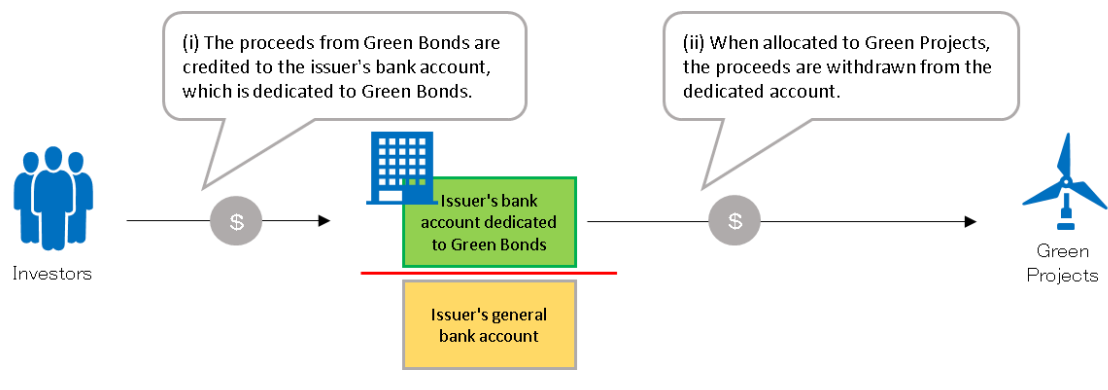 (i) The proceeds from Green Bonds are
credited to the issuer's bank account,
which is dedicated to Green Bonds.
(ii) When allocated to Green Projects,
the proceeds are withdrawn from the
dedicated account.
Investors
$
Issuer's bank
account dedicated
to Green Bonds
$
Green
Projects
Issuer's general
bank account